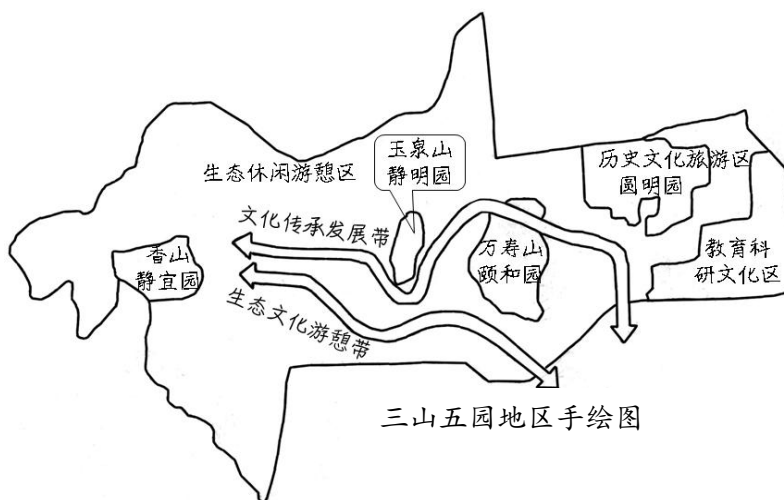 玉泉山
静明园
生态休闲游憩区
历史文化旅游区
圆明园
文化传承发展带
香山
静宜园
万寿山
颐和园
教育科
研文化区
生态文化游憩带
三山五园地区手绘图